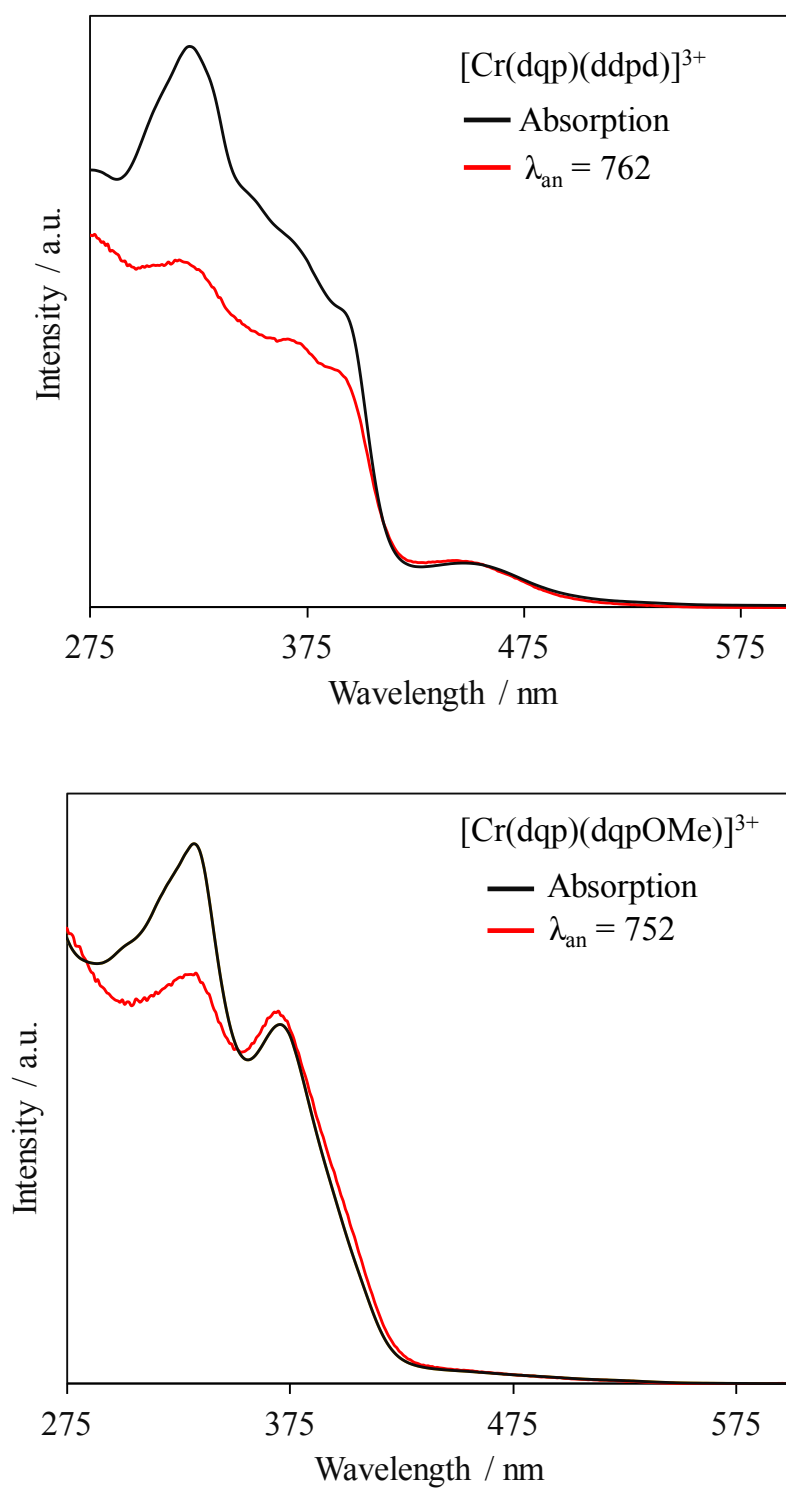 [Cr(dqp)(ddpd)]³⁺
Absorption
λₐₙ = 762
Intensity / a.u.
275 375 475 575
Wavelength / nm
[Cr(dqp)(dqpOMe)]³⁺
Absorption
λₐₙ = 752
Intensity / a.u.
275 375 475 575
Wavelength / nm